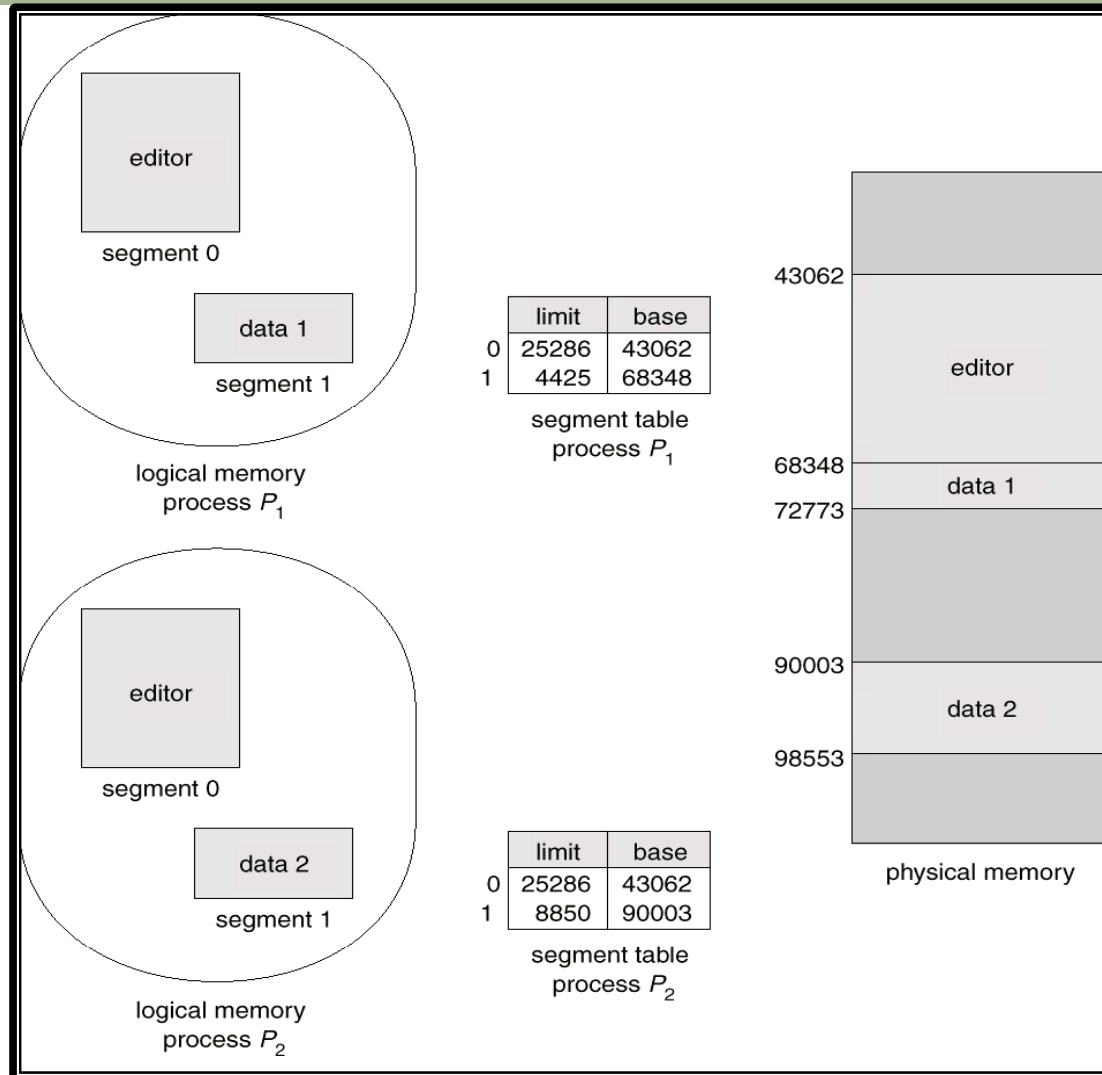 editor
segment 0
data 1
segment 1
logical memory
process P1
limit base
0 25286 43062
1 4425 68348
segment table
process P1
editor
segment 0
data 2
segment 1
logical memory
process P2
limit base
0 25286 43062
1 8850 90003
segment table
process P2
43062
editor
68348
data 1
72773
90003
data 2
98553
physical memory